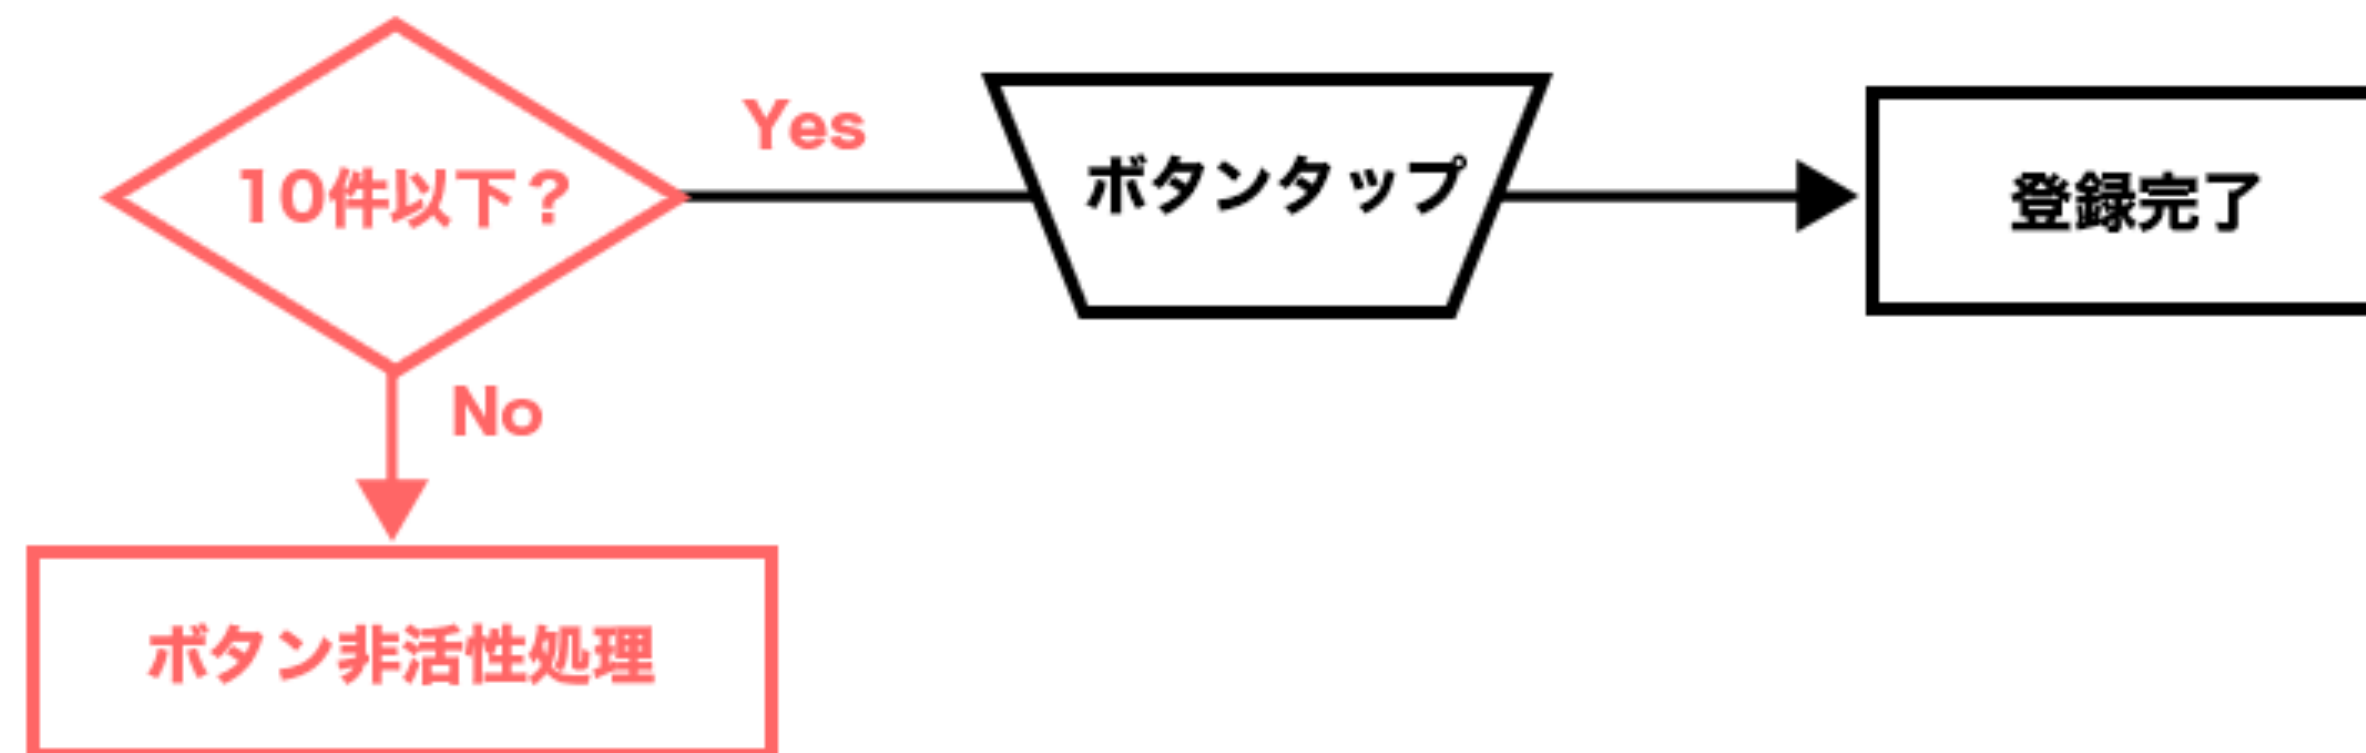 Yes
10件以下？
ボタンタップ
登録完了
No
ボタン非活性処理